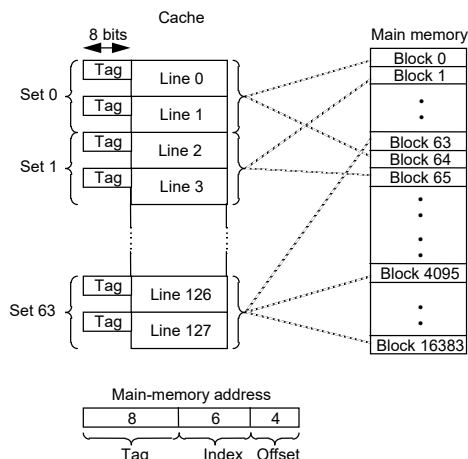 Cache
8 bits
Main memory
Tag
Line 0
Set 0
Tag
Line 1
Tag
Line 2
Set 1
Tag
Line 3
Tag
Line 126
Set 63
Tag
Line 127
Block 0
Block 1
Block 63
Block 64
Block 65
Block 4095
Block 16383
Main-memory address
8 6 4
Tag Index Offset